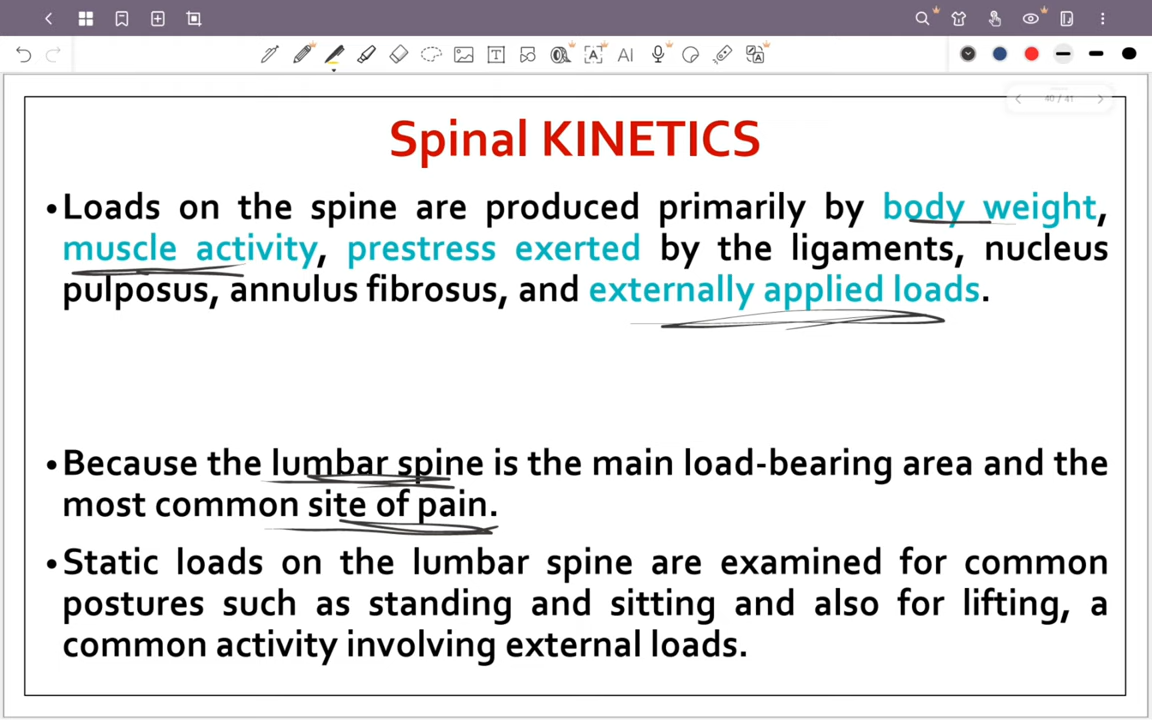 AI
40/41
Spinal KINETICS
•Loads on the spine are produced primarily by body weight,
muscle activity, prestress exerted by the ligaments, nucleus
pulposus, annulus fibrosus, and externally applied loads.
•Because the lumbar spine is the main load-bearing area and the
most common site of pain.
•Static loads on the lumbar spine are examined for common
postures such as standing and sitting and also for lifting, a
common activity involving external loads.